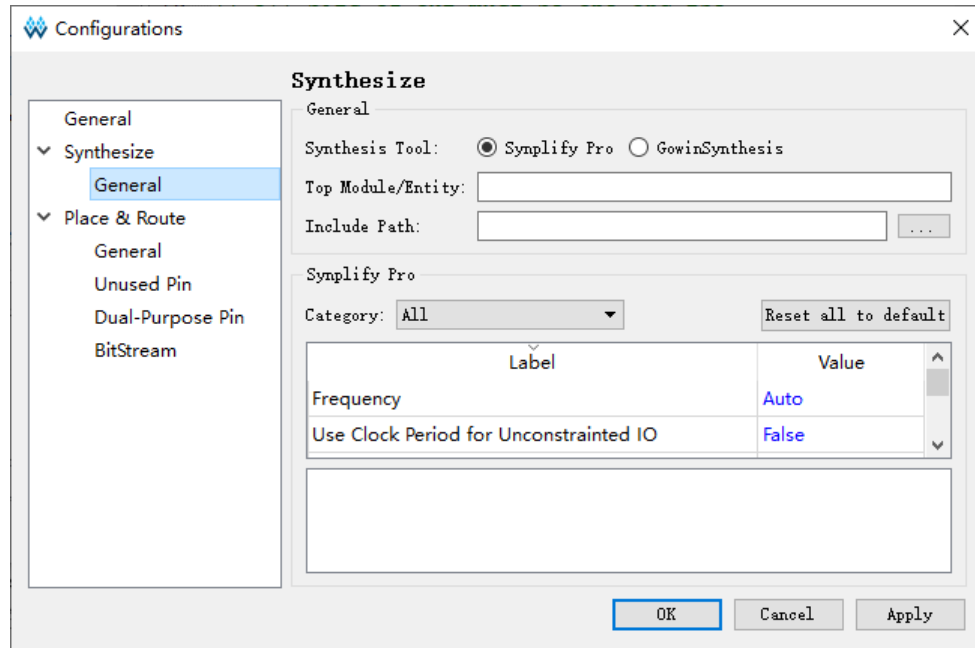 Configurations
General
Synthesize
General
Place & Route
General
Unused Pin
Dual-Purpose Pin
BitStream
Synthesize
General
Synthesis Tool: Synplify Pro GowinSynthesis
Top Module/Entity:
Include Path: ...
Synplify Pro
Category: All Reset all to default
Label Value
Frequency Auto
Use Clock Period for Unconstrainted IO False
OK Cancel Apply